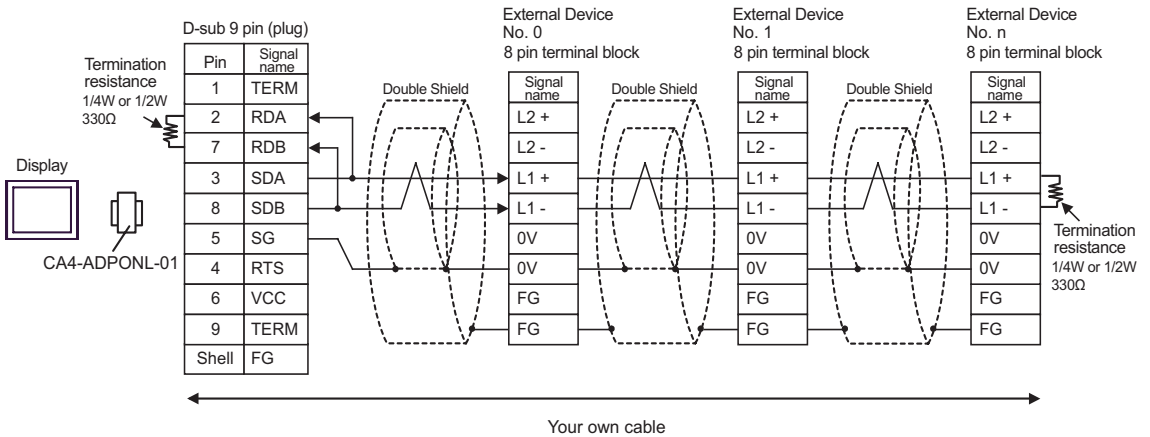 D-sub 9 pin (plug)
Pin
Signal
name
1
TERM
2
RDA
7
RDB
3
SDA
8
SDB
5
SG
4
RTS
6
VCC
9
TERM
Shell
FG
Termination
resistance
1/4W or 1/2W
330Ω
Display
CA4-ADPONL-01
Double Shield
External Device
No. 0
8 pin terminal block
Signal
name
L2 +
L2 -
L1 +
L1 -
0V
0V
FG
FG
Double Shield
External Device
No. 1
8 pin terminal block
Signal
name
L2 +
L2 -
L1 +
L1 -
0V
0V
FG
FG
Double Shield
External Device
No. n
8 pin terminal block
Signal
name
L2 +
L2 -
L1 +
L1 -
0V
0V
FG
FG
Termination
resistance
1/4W or 1/2W
330Ω
Your own cable